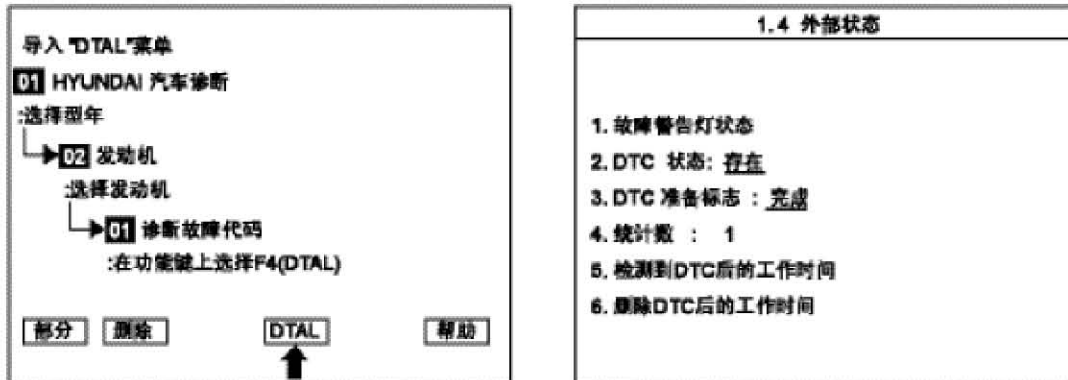 导入 "DTAL"菜单
01 HYUNDAI 汽车诊断
:选择型年
02 发动机
:选择发动机
01 诊断故障代码
:在功能键上选择F4(DTAL)
部分 删除 DTAL 帮助
1.4 外部状态
1. 故障警告灯状态
2. DTC 状态: 存在
3. DTC 准备标志 : 完成
4. 统计数 : 1
5. 检测到DTC后的工作时间
6. 删除DTC后的工作时间